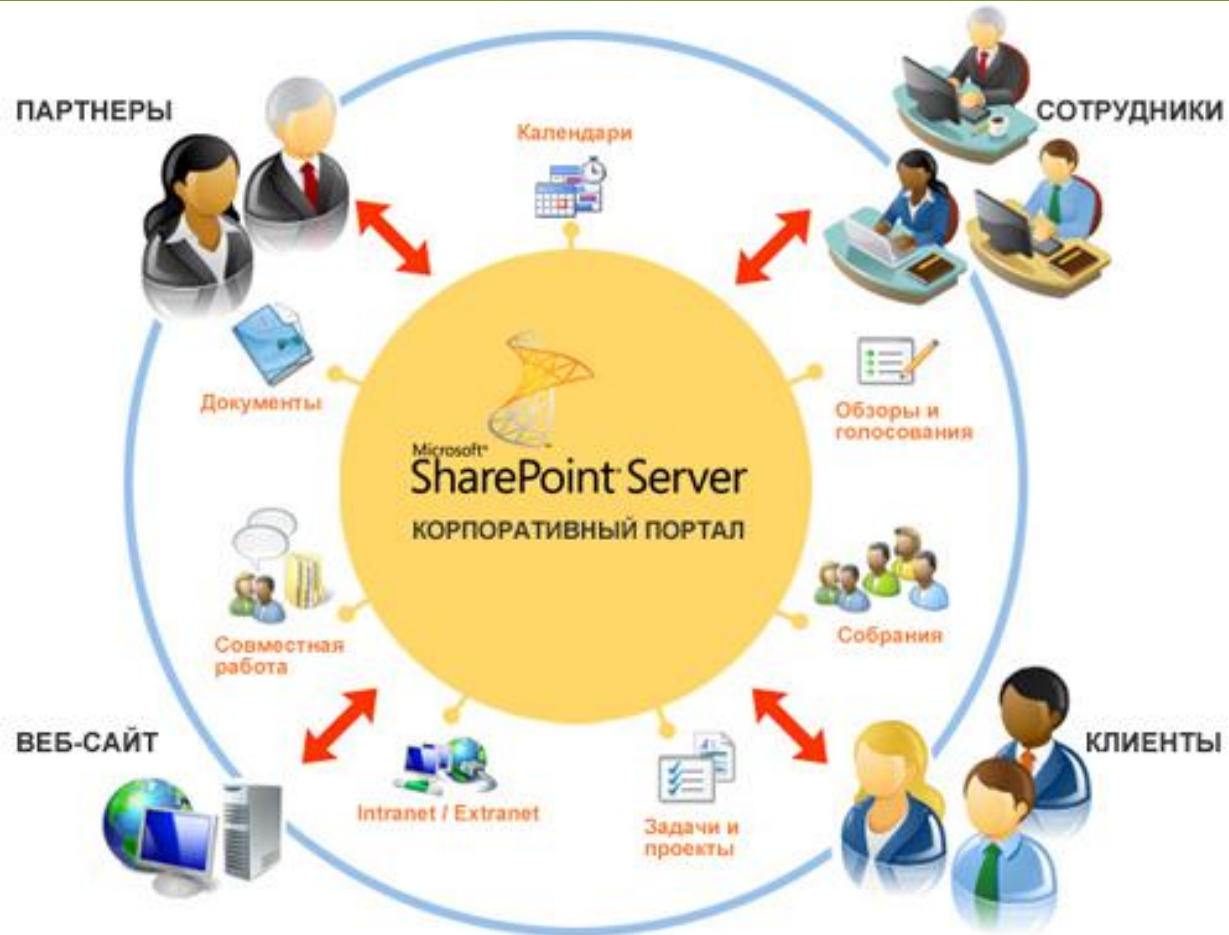 ПАРТНЕРЫ
СОТРУДНИКИ
Календари
Документы
Обзоры и
голосования
Microsoft®
SharePoint™ Server
КОРПОРАТИВНЫЙ ПОРТАЛ
Совместная
работа
Собрания
ВЕБ-САЙТ
КЛИЕНТЫ
Intranet / Extranet
Задачи и
проекты